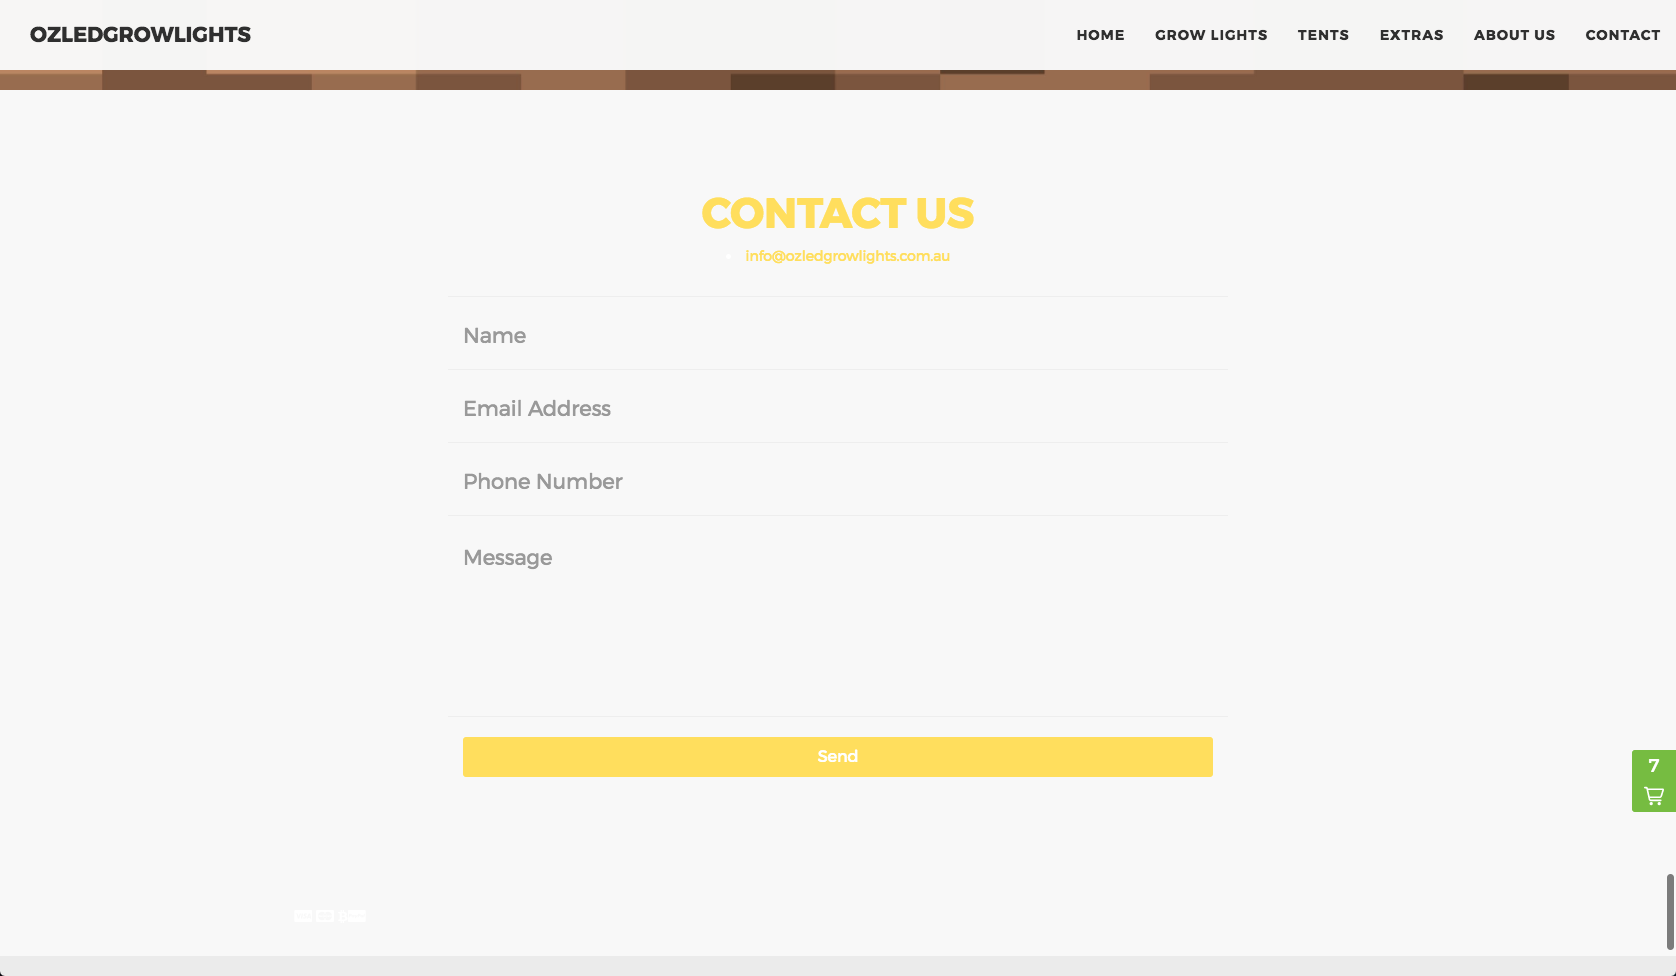 OZLEDGROWLIGHTS
HOME GROW LIGHTS TENTS EXTRAS ABOUT US CONTACT
CONTACT US
info@ozledgrowlights.com.au
Name
Email Address
Phone Number
Message
Send
7